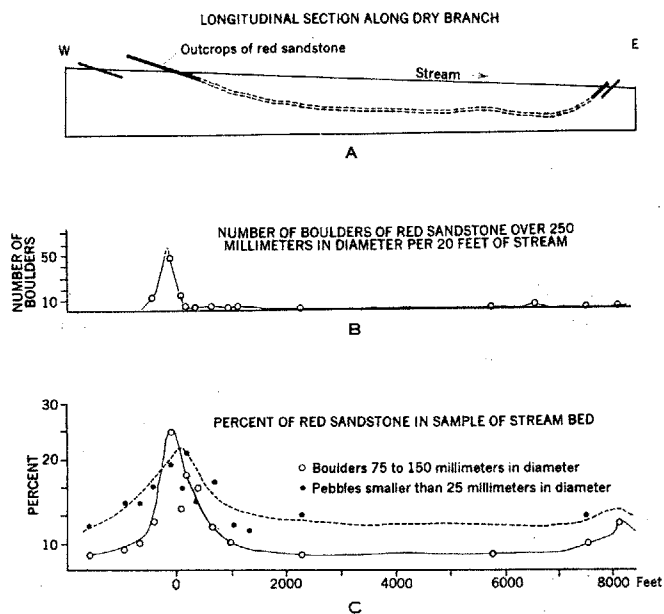 LONGITUDINAL SECTION ALONG DRY BRANCH
W
E
Outcrops of red sandstone
Stream
A
NUMBER OF BOULDERS OF RED SANDSTONE OVER 250
MILLIMETERS IN DIAMETER PER 20 FEET OF STREAM
NUMBER OF
BOULDERS
50
10
B
30
PERCENT OF RED SANDSTONE IN SAMPLE OF STREAM BED
20
Boulders 75 to 150 millimeters in diameter
Pebbles smaller than 25 millimeters in diameter
PERCENT
10
0 2000 4000 6000 8000 Feet
C